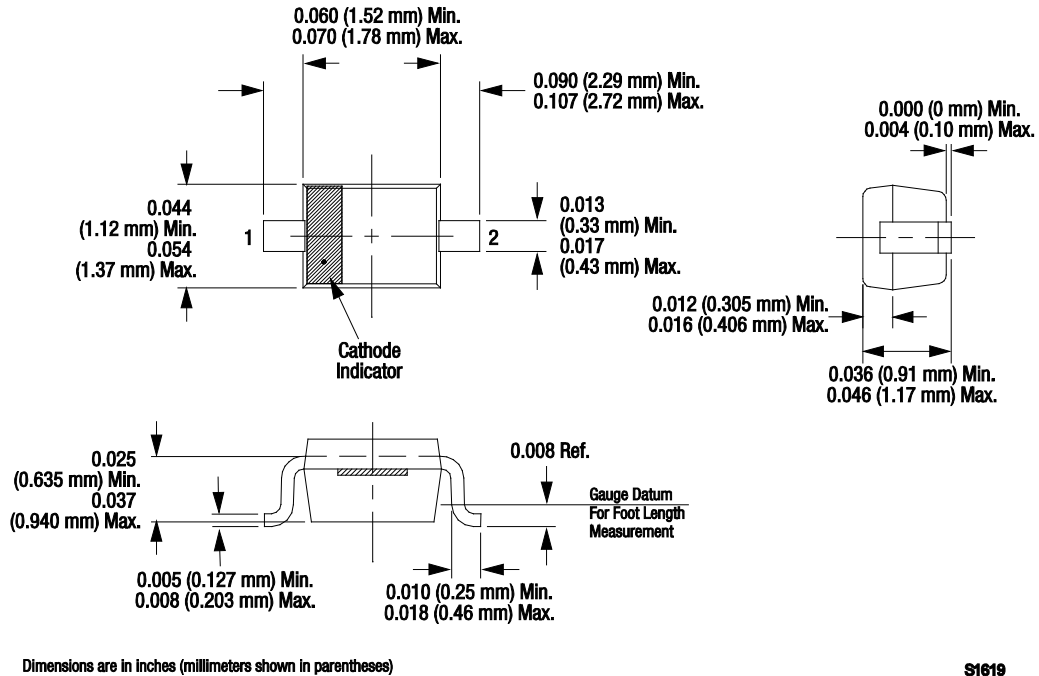 0.060 (1.52 mm) Min.
0.070 (1.78 mm) Max.
0.090 (2.29 mm) Min.
0.107 (2.72 mm) Max.
0.000 (0 mm) Min.
0.004 (0.10 mm) Max.
0.044
(1.12 mm) Min.
0.054
(1.37 mm) Max.
1
2
0.013
(0.33 mm) Min.
0.017
(0.43 mm) Max.
0.012 (0.305 mm) Min.
0.016 (0.406 mm) Max.
Cathode
Indicator
0.036 (0.91 mm) Min.
0.046 (1.17 mm) Max.
0.025
(0.635 mm) Min.
0.037
(0.940 mm) Max.
0.008 Ref.
Gauge Datum
For Foot Length
Measurement
0.005 (0.127 mm) Min.
0.008 (0.203 mm) Max.
0.010 (0.25 mm) Min.
0.018 (0.46 mm) Max.
Dimensions are in inches (millimeters shown in parentheses)
S1619